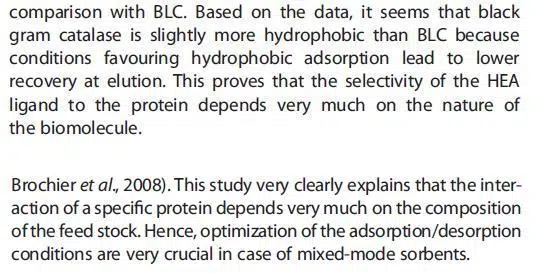 comparison with BLC. Based on the data, it seems that black
gram catalase is slightly more hydrophobic than BLC because
conditions favouring hydrophobic adsorption lead to lower
recovery at elution. This proves that the selectivity of the HEA
ligand to the protein depends very much on the nature of
the biomolecule.
Brochier et al., 2008). This study very clearly explains that the inter-
action of a specific protein depends very much on the composition
of the feed stock. Hence, optimization of the adsorption/desorption
conditions are very crucial in case of mixed-mode sorbents.